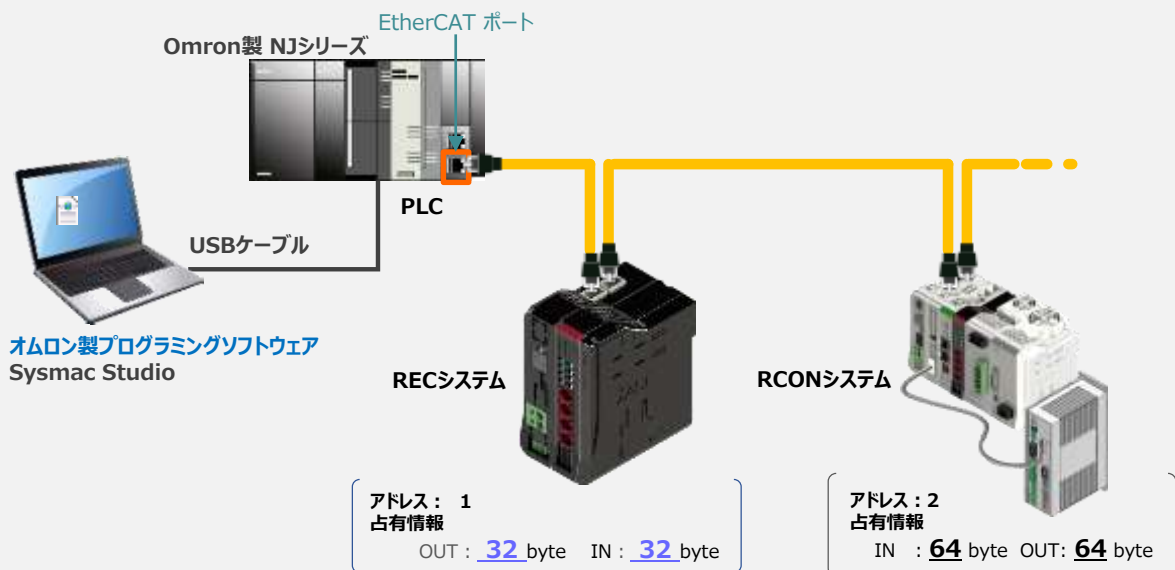 EtherCAT ポート
Omron製 NJシリーズ
PLC
USBケーブル
オムロン製プログラミングソフトウェア
Sysmac Studio
RECシステム
RCONシステム
アドレス： 1
占有情報
OUT : 32 byte IN : 32 byte
アドレス : 2
占有情報
IN : 64 byte OUT: 64 byte